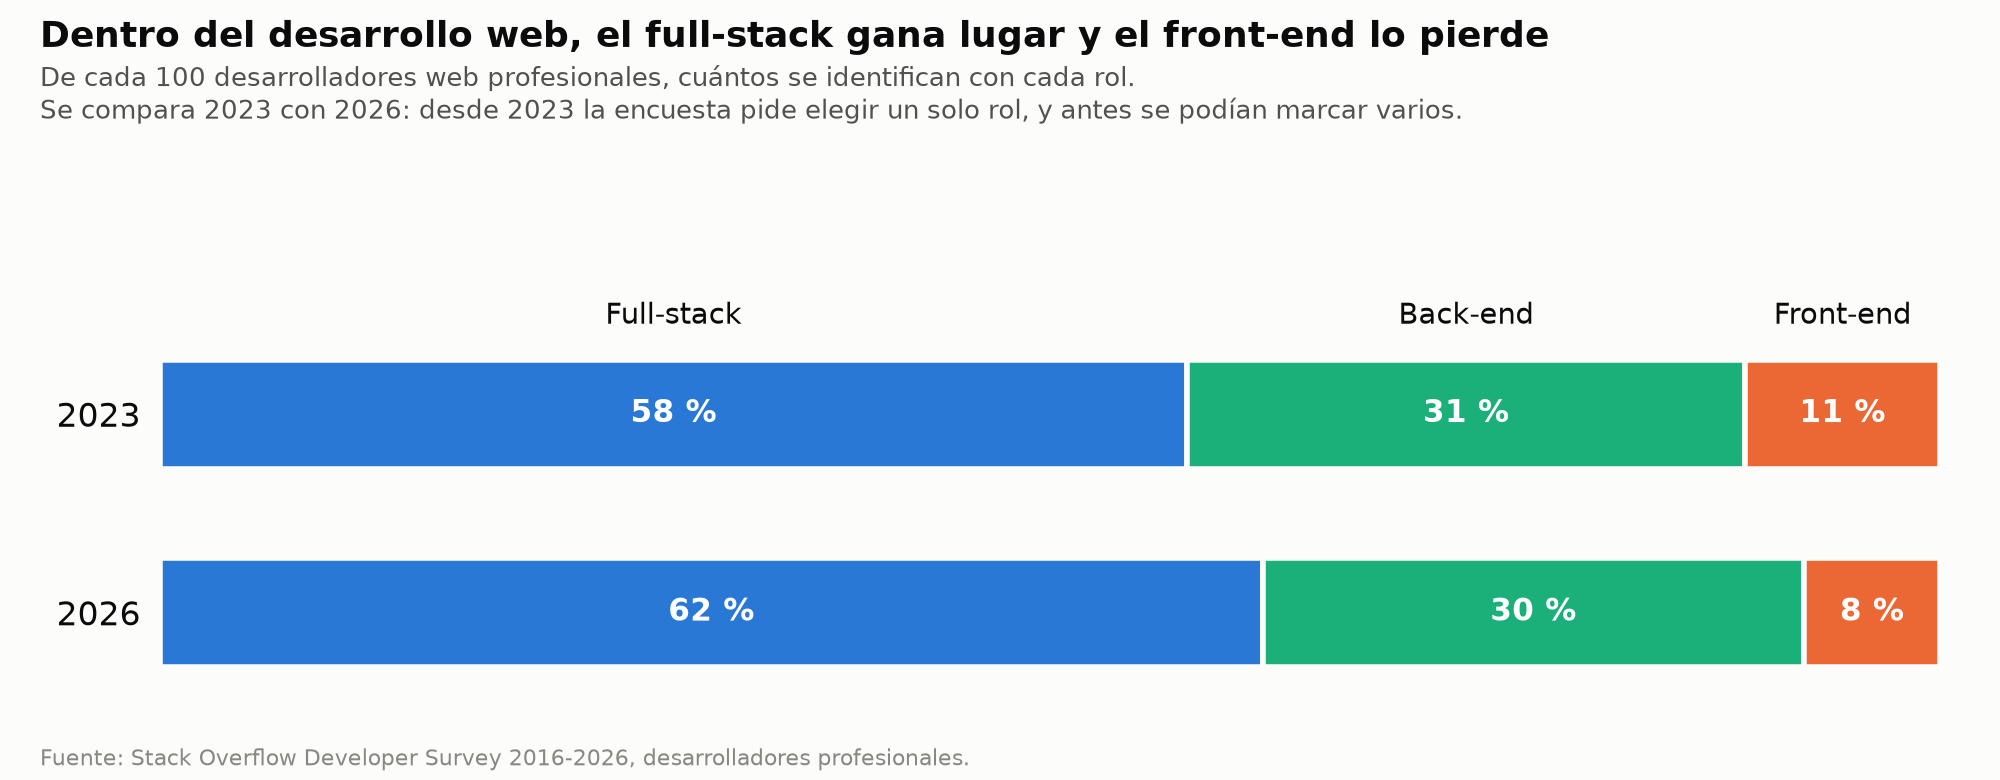 Dentro del desarrollo web, el full-stack gana lugar y el front-end lo pierde
De cada 100 desarrolladores web profesionales, cuántos se identifican con cada rol.
Se compara 2023 con 2026: desde 2023 la encuesta pide elegir un solo rol, y antes se podían marcar varios.
Full-stack Back-end Front-end
2023 58 % 31 % 11 %
2026 62 % 30 % 8 %
Fuente: Stack Overflow Developer Survey 2016-2026, desarrolladores profesionales.